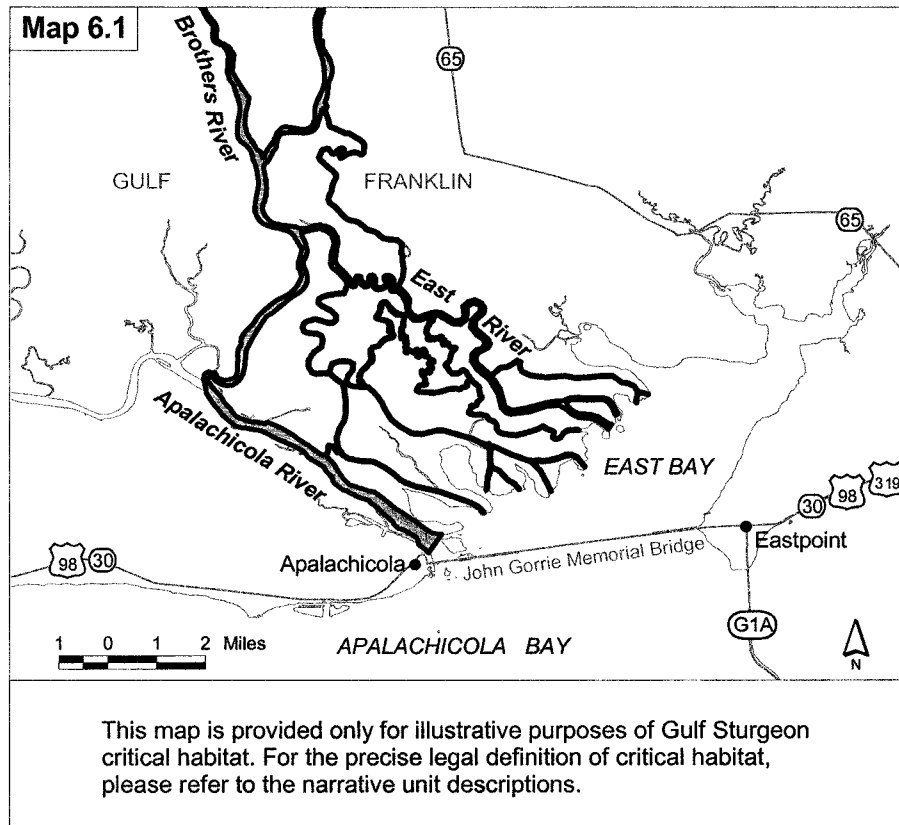 Map 6.1
Brothers River
65
GULF
FRANKLIN
65
East River
Apalachicola River
EAST BAY
98
319
30
Eastpoint
98
30
Apalachicola
John Gorrie Memorial Bridge
G1A
1 0 1 2 Miles
APALACHICOLA BAY
N
This map is provided only for illustrative purposes of Gulf Sturgeon
critical habitat. For the precise legal definition of critical habitat,
please refer to the narrative unit descriptions.